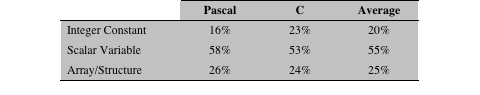 Pascal C Average
Integer Constant 16% 23% 20%
Scalar Variable 58% 53% 55%
Array/Structure 26% 24% 25%